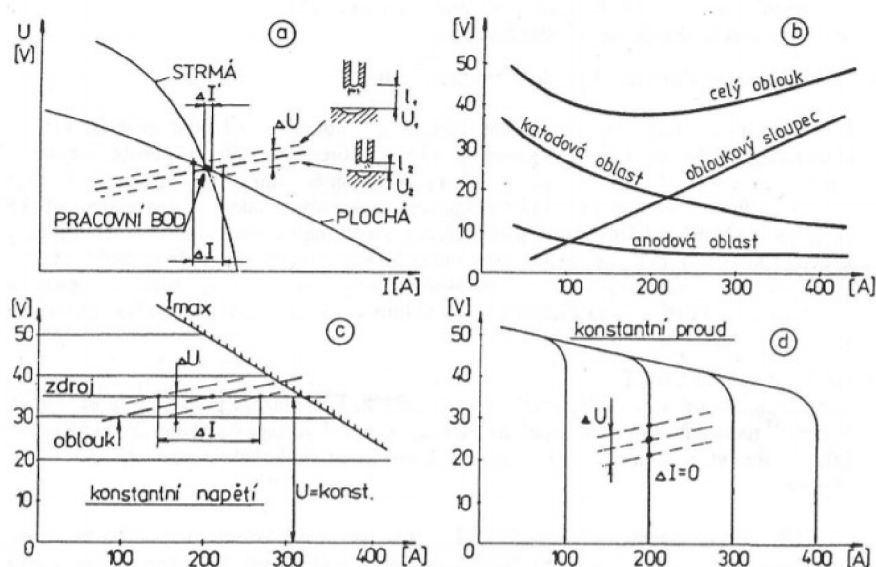 U
[V]
a
STRMÁ
ΔI'
ΔU
l₁
U₁
l₂
U₂
PRACOVNÍ BOD
PLOCHÁ
ΔI
I [A]
b
[V]
50
40
30
20
10
0
celý oblouk
katodová oblast
obloukový sloupec
anodová oblast
100
200
300
400
[A]
c
[V]
50
40
30
20
10
0
Imax
ΔU
zdroj
oblouk
ΔI
konstantní napětí
U=konst.
100
200
300
400
[A]
d
[V]
50
40
30
20
10
0
konstantní proud
ΔU
ΔI=0
100
200
300
400
[A]